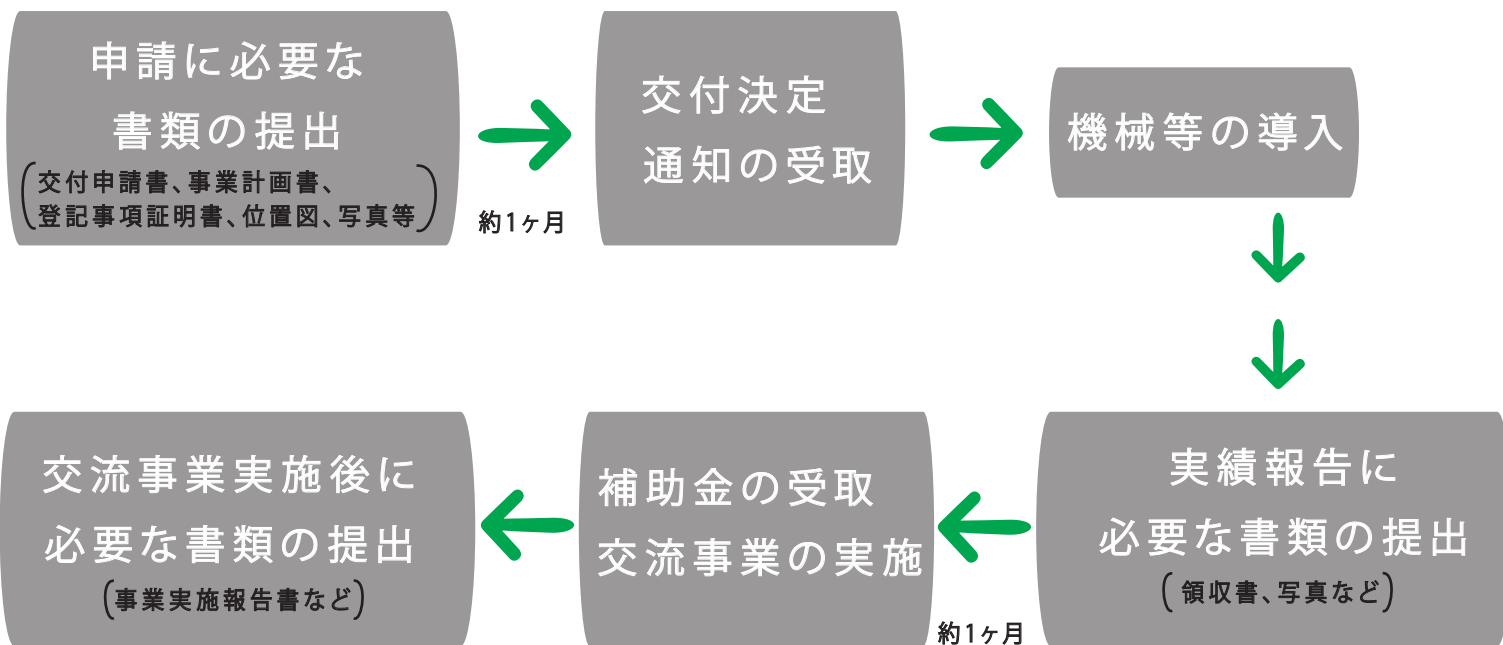 申請に必要な
書類の提出
(交付申請書、事業計画書、
登記事項証明書、位置図、写真等)
約1ヶ月
交付決定
通知の受取
機械等の導入
実績報告に
必要な書類の提出
(領収書、写真など)
約1ヶ月
補助金の受取
交流事業の実施
交流事業実施後に
必要な書類の提出
(事業実施報告書など)